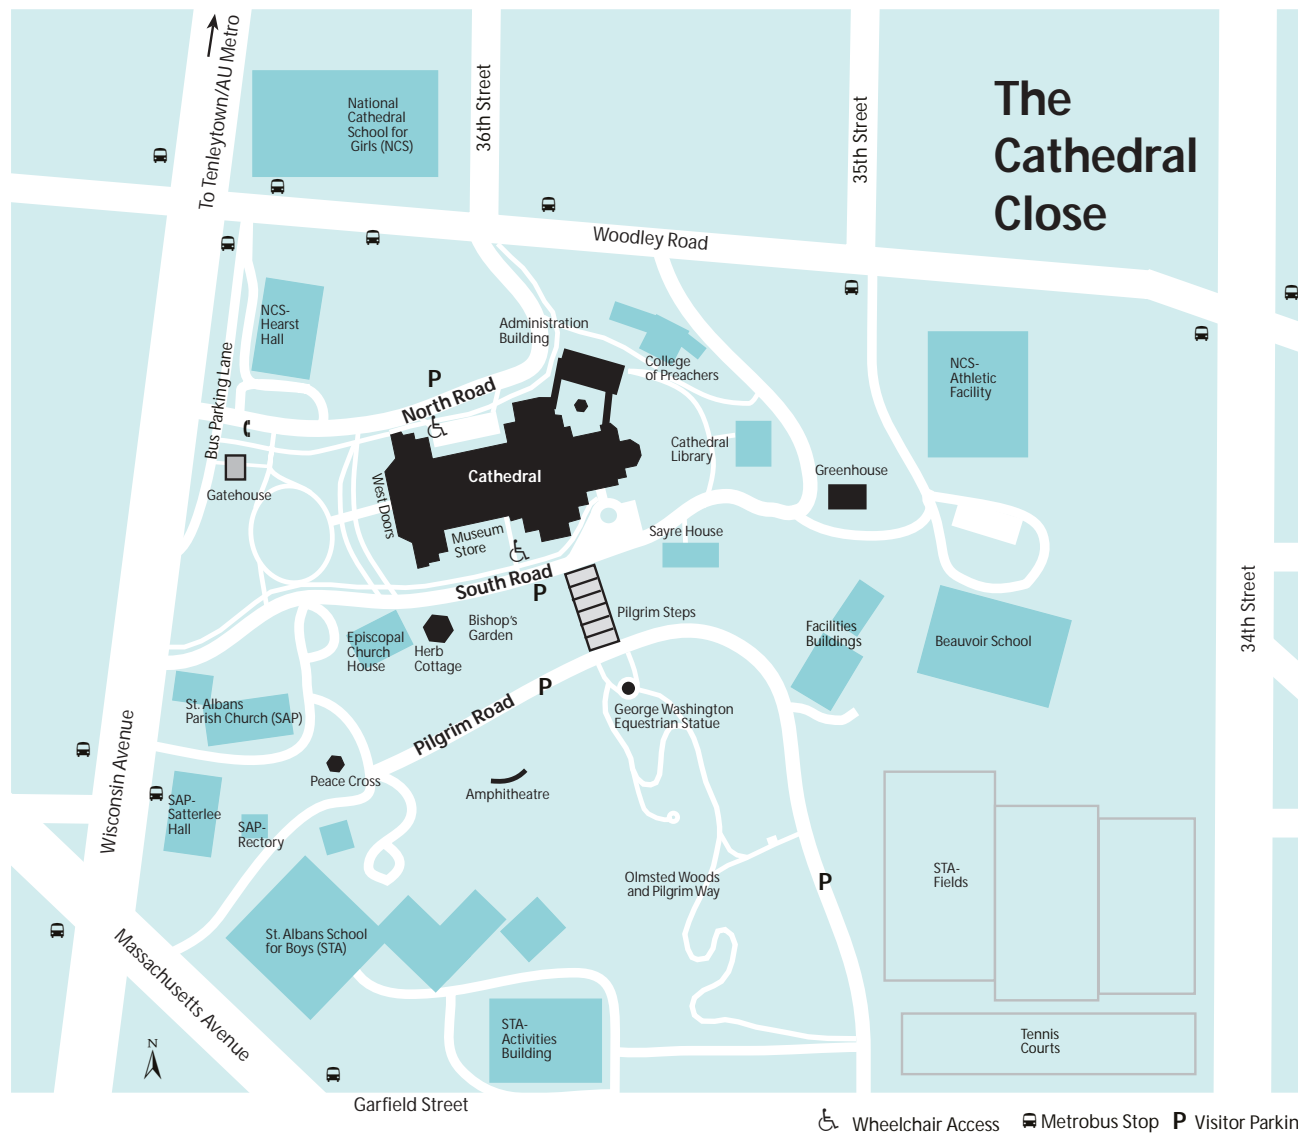 The
Cathedral
Close
To Tenleytown/AU Metro
36th Street
35th Street
National
Cathedral
School for
Girls (NCS)
Woodley Road
NCS-
Hearst
Hall
Administration
Building
College
of Preachers
NCS-
Athletic
Facility
Bus Parking Lane
P
North Road
Cathedral
Library
Greenhouse
Gatehouse
West Doors
Cathedral
Museum
Store
Sayre House
South Road
P
34th Street
Pilgrim Steps
Bishop's
Garden
Episcopal
Church
House
Herb
Cottage
Facilities
Buildings
Beauvoir School
P
Pilgrim Road
George Washington
Equestrian Statue
St. Albans
Parish Church (SAP)
Wisconsin Avenue
Peace Cross
Amphitheatre
SAP-
Satterlee
Hall
SAP-
Rectory
Olmsted Woods
and Pilgrim Way
P
STA-
Fields
St. Albans School
for Boys (STA)
Massachusetts Avenue
STA-
Activities
Building
Tennis
Courts
N
Garfield Street
Wheelchair Access
Metrobus Stop
P Visitor Parkin